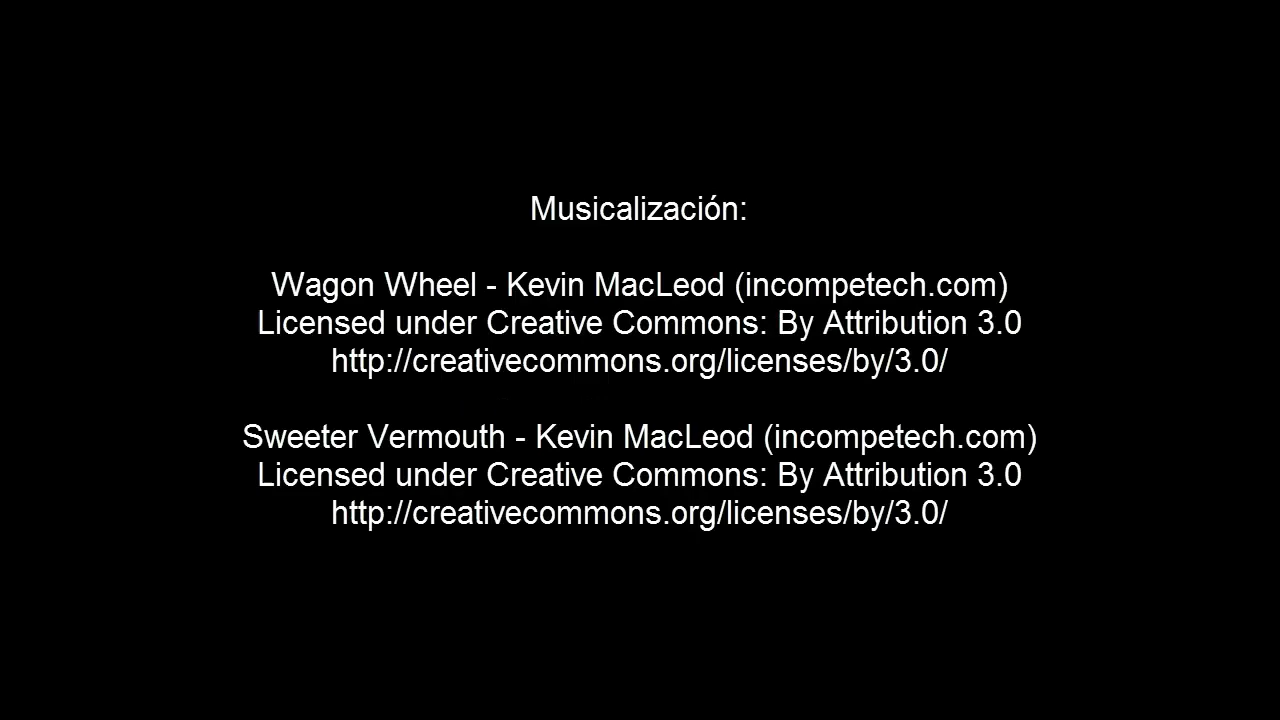 Musicalización:
Wagon Wheel - Kevin MacLeod (incompetech.com)
Licensed under Creative Commons: By Attribution 3.0
http://creativecommons.org/licenses/by/3.0/
Sweeter Vermouth - Kevin MacLeod (incompetech.com)
Licensed under Creative Commons: By Attribution 3.0
http://creativecommons.org/licenses/by/3.0/